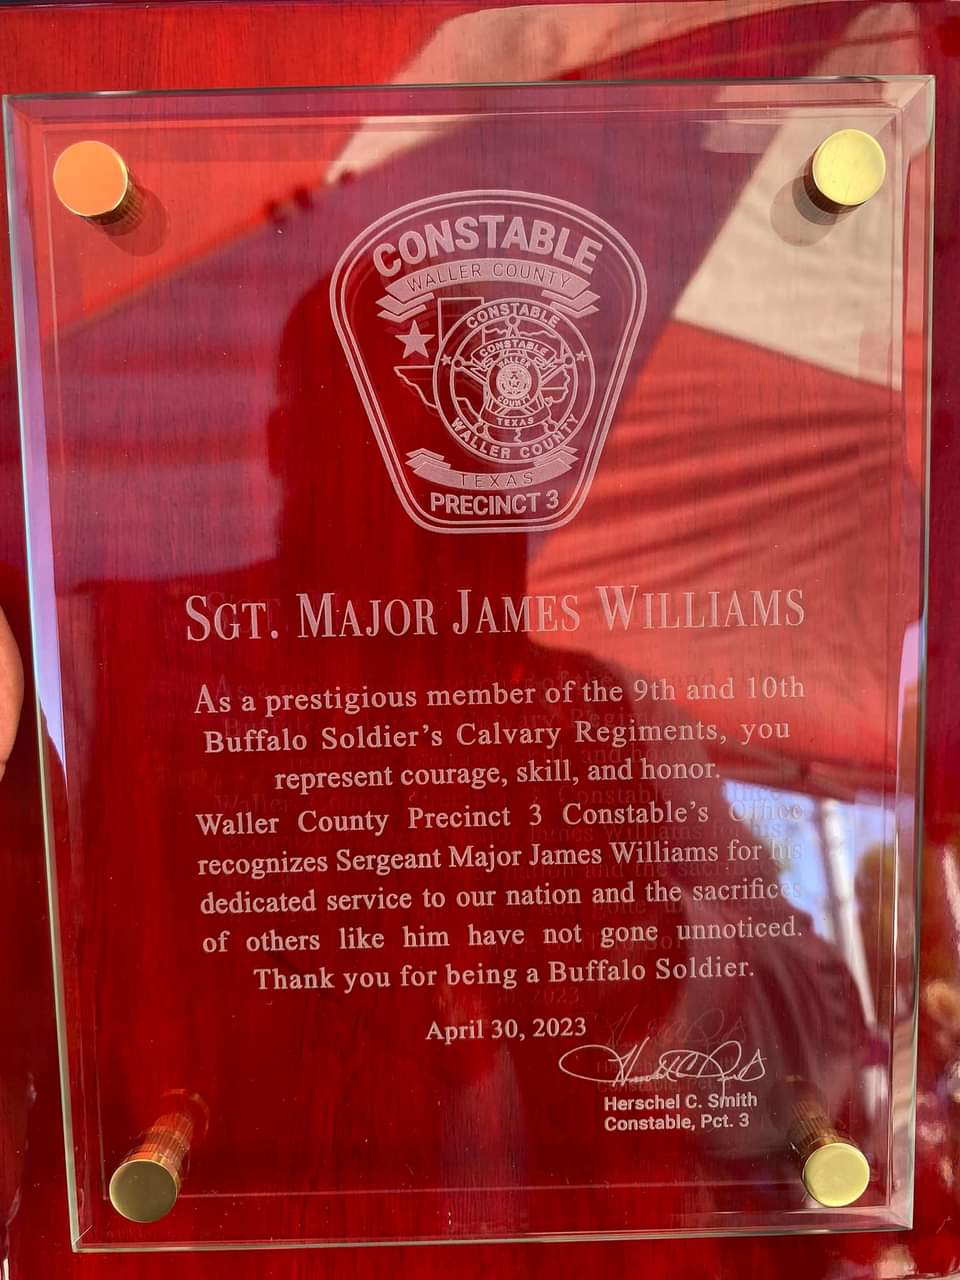 CONSTABLE
WALLER COUNTY
CONSTABLE
CONSTABLE
WALLER
COUNTY
TEXAS
WALLER COUNTY
TEXAS
PRECINCT 3
SGT. MAJOR JAMES WILLIAMS
As a prestigious member of the 9th and 10th
Buffalo Soldier's Calvary Regiments, you
represent courage, skill, and honor.
Waller County Precinct 3 Constable's Office
recognizes Sergeant Major James Williams for his
dedicated service to our nation and the sacrifices
of others like him have not gone unnoticed.
Thank you for being a Buffalo Soldier.
April 30, 2023
Herschel C. Smith
Constable, Pct. 3